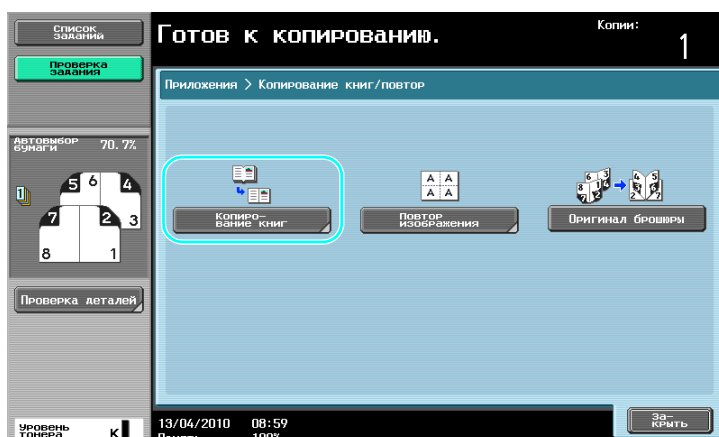 Список
заданий
Проверка
задания
Готов к копированию.
Копии:
1
Приложения > Копирование книг/повтор
Автовыбор
бумаги
70.7%
1
5 6 4
7 2 3
8 1
Проверка деталей
Копиро-
вание книг
A A
A A
Повтор
изображения
Оригинал брошюры
Уровень
тонера
K
13/04/2010 08:59
Память 100%
За-
крыть